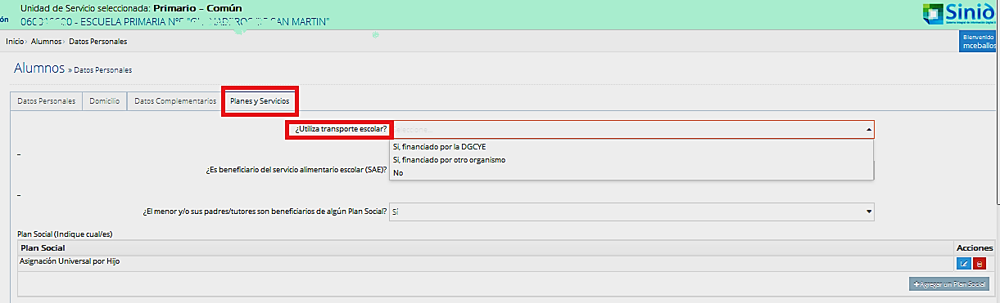 Unidad de Servicio seleccionada: Primario – Común
ón
ESCUELA PRIMARIA SAN MARTIN"
Sinid
Inicio› Alumnos› Datos Personales
Bienvenido
mceballos
Alumnos » Datos Personales
Datos Personales
Domicilio
Datos Complementarios
Planes y Servicios
¿Utiliza transporte escolar?
Seleccione...
Si, financiado por la DGCYE
Si, financiado por otro organismo
¿Es beneficiario del servicio alimentario escolar (SAE)?
No
¿El menor y/o sus padres/tutores son beneficiarios de algún Plan Social?
Sí
Plan Social (Indique cual/es)
Plan Social
Acciones
Asignación Universal por Hijo
+Agregar un Plan Social